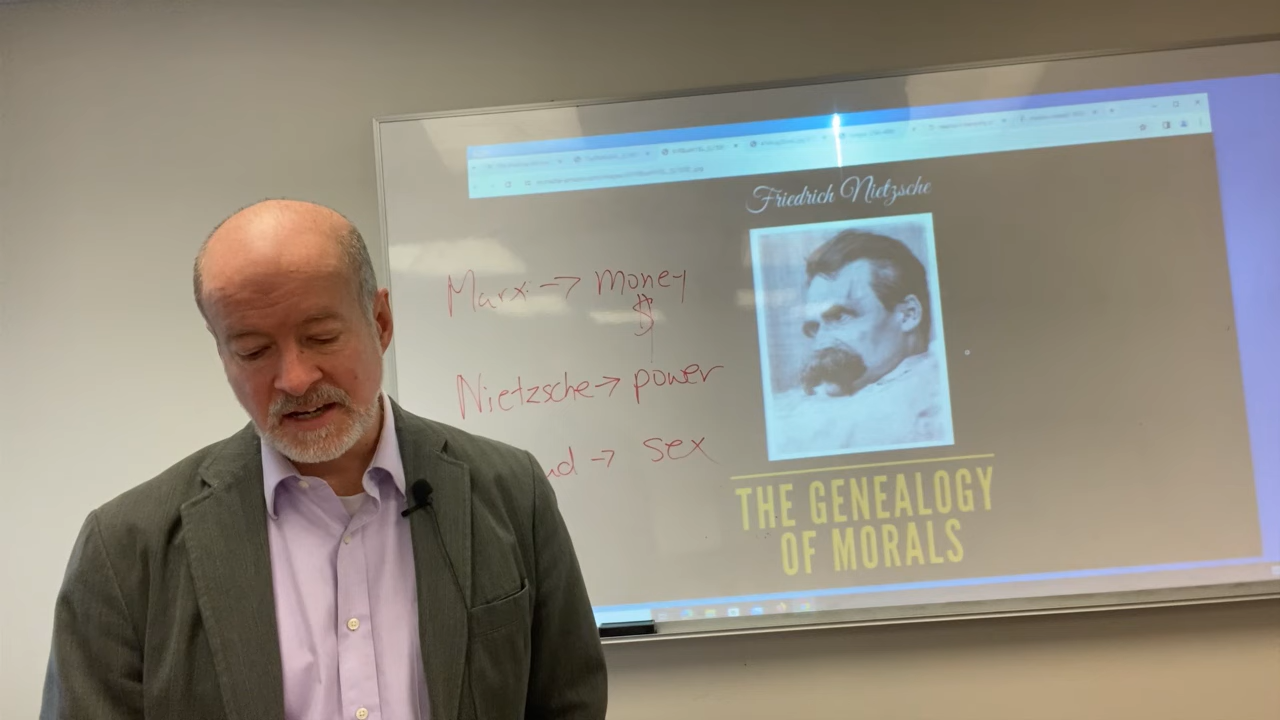 Friedrich Nietzsche
Marx → money
$
Nietzsche → power
ud → sex
THE GENEALOGY
OF MORALS